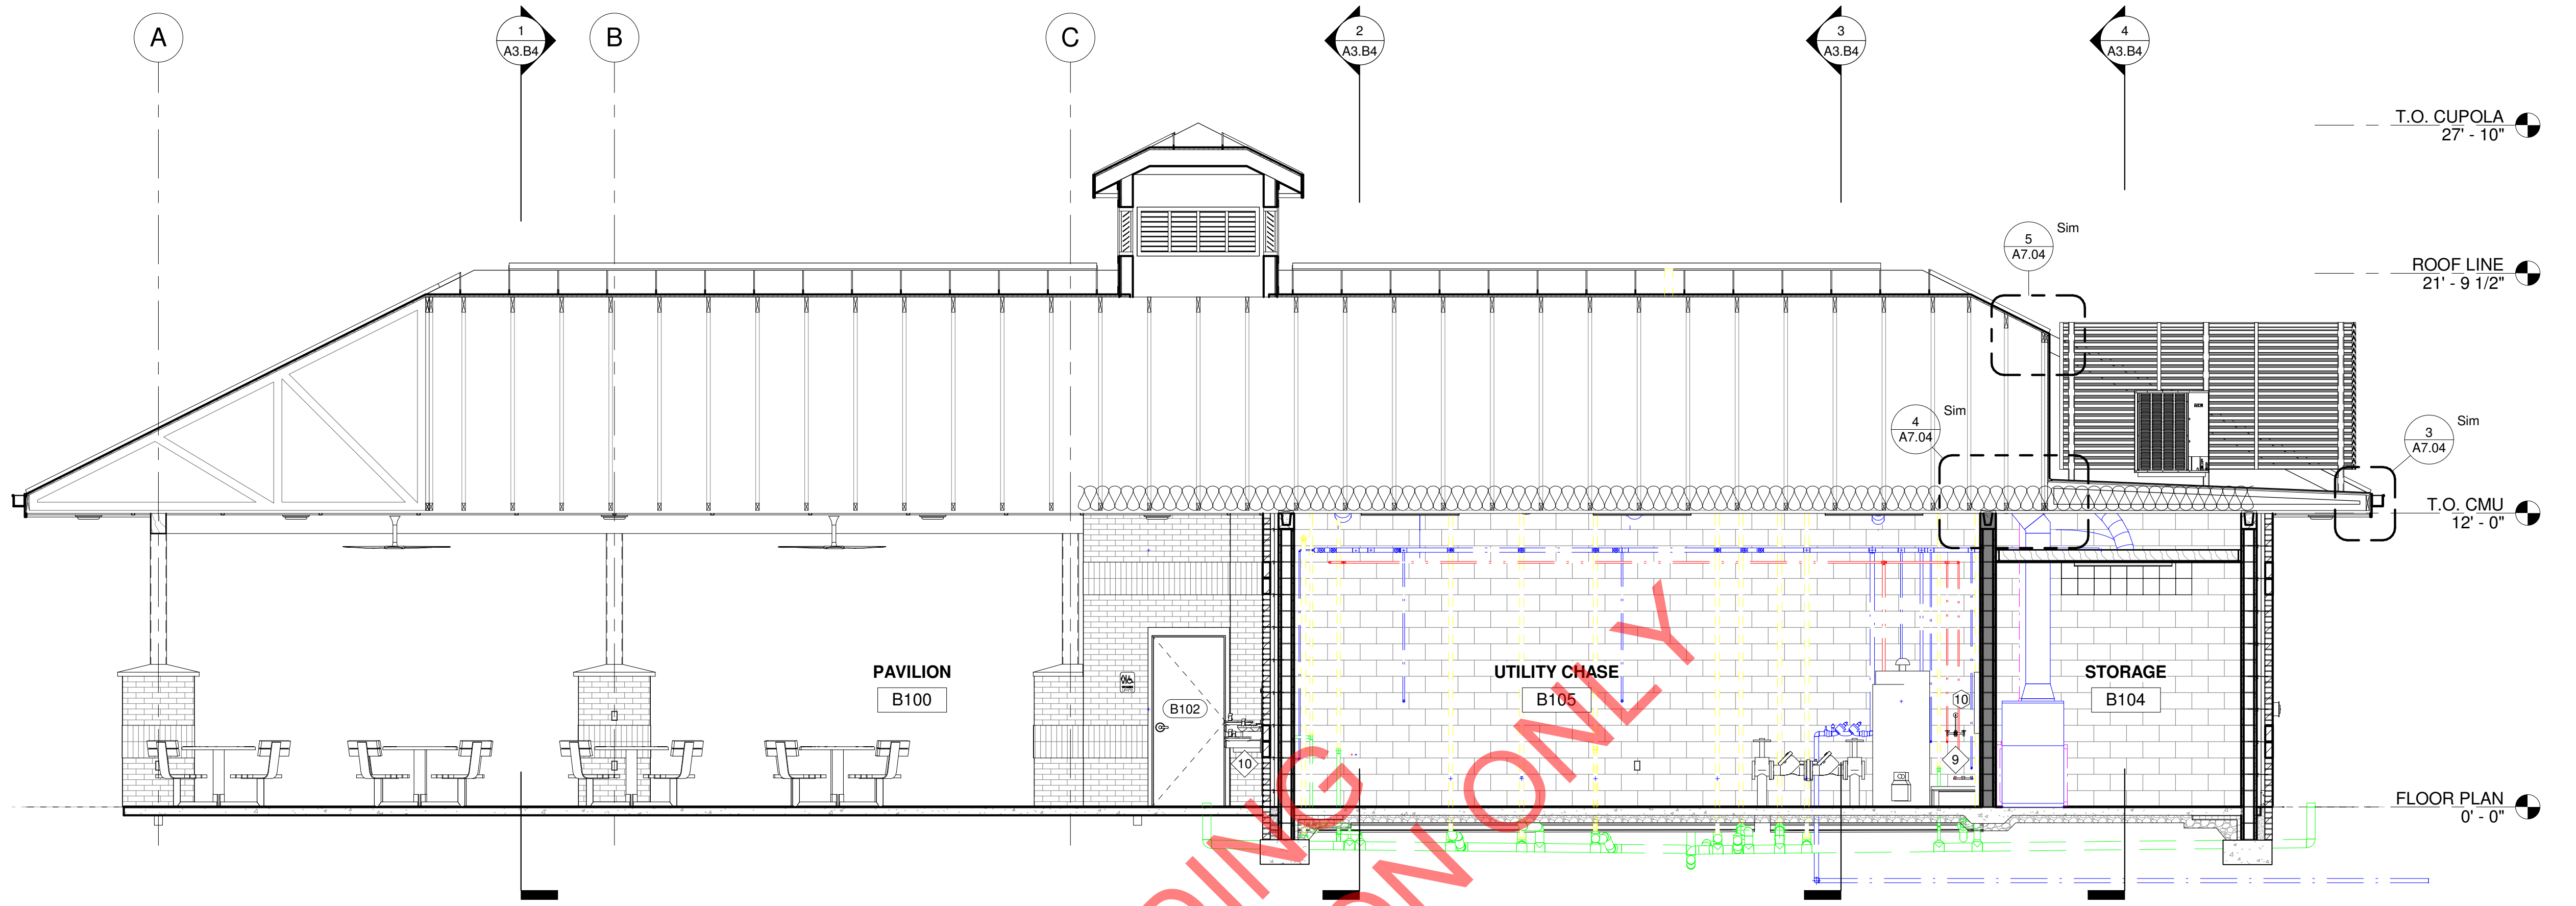 A
1
A3.B4
B
C
2
A3.B4
3
A3.B4
4
A3.B4
T.O. CUPOLA
27' - 10"
5
A7.04
Sim
ROOF LINE
21' - 9 1/2"
4
A7.04
Sim
3
A7.04
Sim
T.O. CMU
12' - 0"
PAVILION
B100
B102
10
UTILITY CHASE
B105
10
9
STORAGE
B104
FLOOR PLAN
0' - 0"
ON ONLY